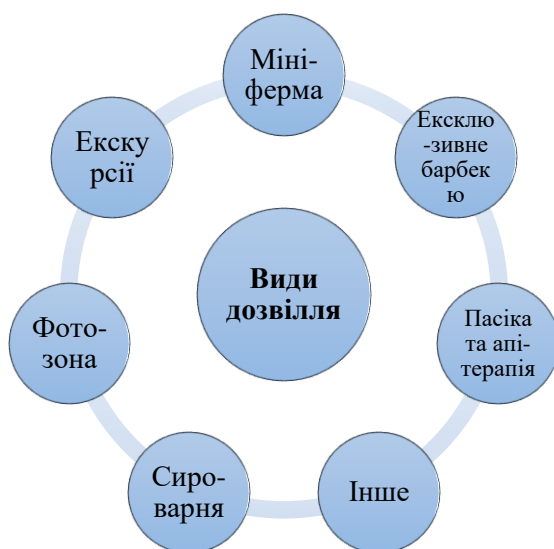 Міні-
ферма
Ексклю
-зивне
барбек
ю
Пасіка
та апі-
терапія
Інше
Сиро-
варня
Фото-
зона
Екску
рсії
Види
дозвілля